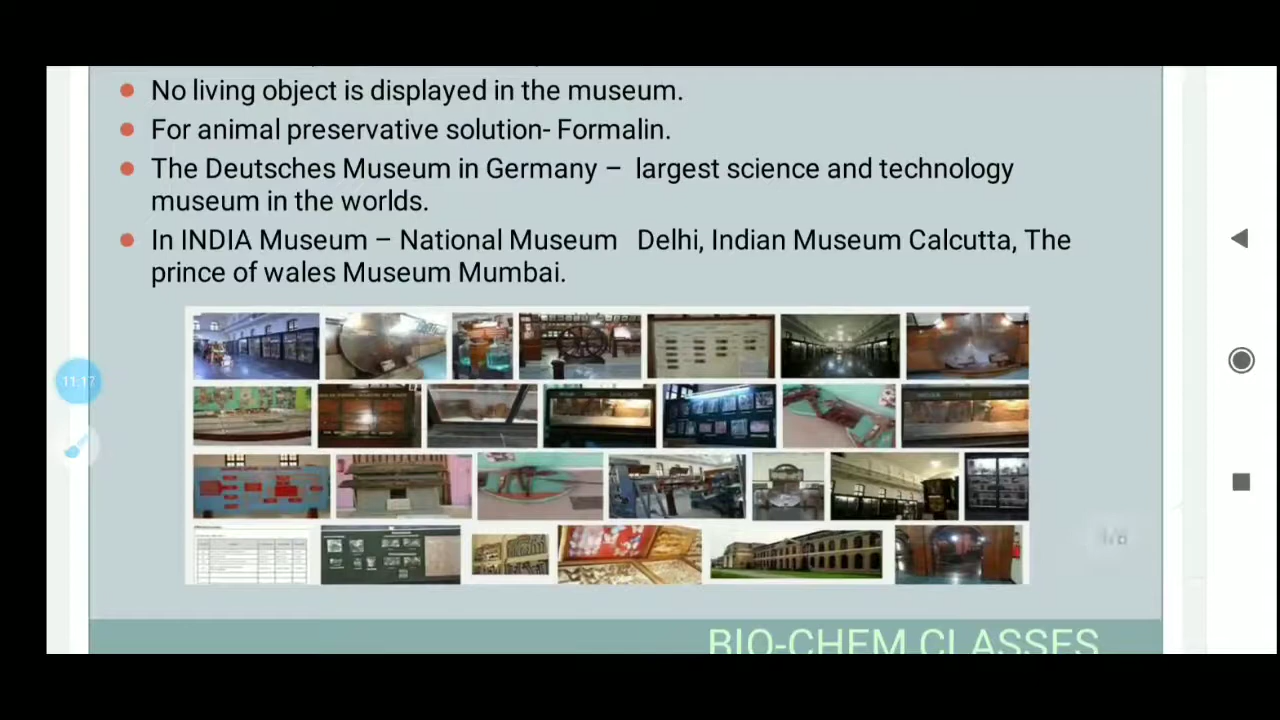 No living object is displayed in the museum.
For animal preservative solution- Formalin.
The Deutsches Museum in Germany – largest science and technology
museum in the worlds.
In INDIA Museum – National Museum Delhi, Indian Museum Calcutta, The
prince of wales Museum Mumbai.
11:17
BIO-CHEM CLASSES